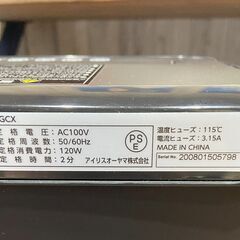 GCX
定格電圧：AC100V
定格周波数：50/60Hz
定格消費電力：120W
定格時間：2分
PSE
アイリスオーヤマ株式会社
温度ヒューズ：115℃
電流ヒューズ：3.15A
MADE IN CHINA
Serial No. 200801505798